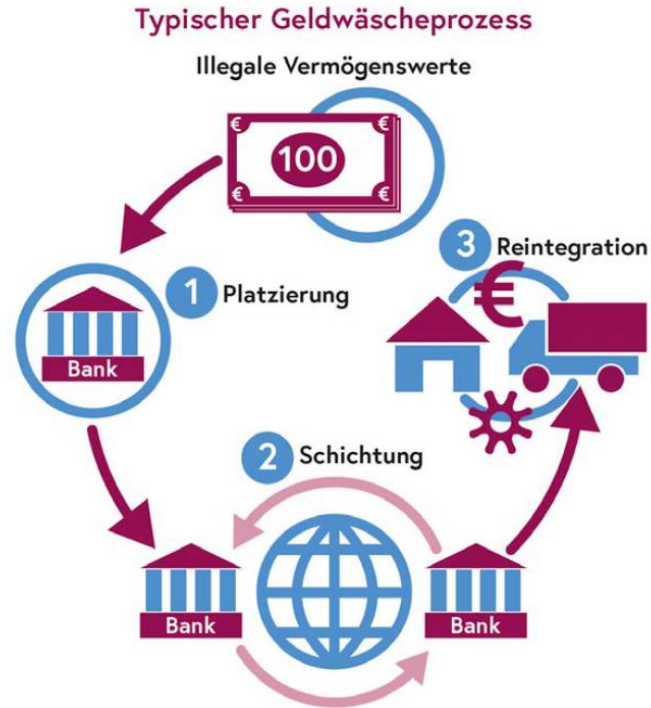 Typischer Geldwäscheprozess
Illegale Vermögenswerte
€ €
100
€ €
1 Platzierung
Bank
2 Schichtung
Bank
Bank
3 Reintegration
€